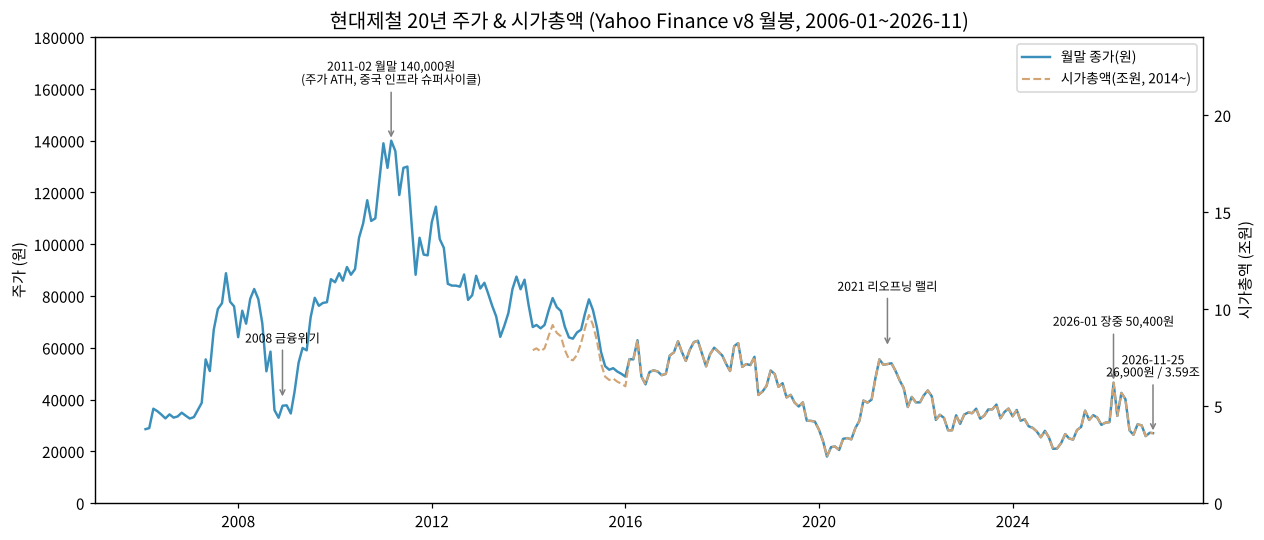 현대제철 20년 주가 & 시가총액 (Yahoo Finance v8 월봉, 2006-01~2026-11)
월말 종가(원)
시가총액(조원, 2014~)
2011-02 월말 140,000원
(주가 ATH, 중국 인프라 슈퍼사이클)
2008 금융위기
2021 리오프닝 랠리
2026-01 장중 50,400원
2026-11-25
26,900원 / 3.59조
주가 (원)
180000
160000
140000
120000
100000
80000
60000
40000
20000
0
시가총액 (조원)
20
15
10
5
0
2008
2012
2016
2020
2024